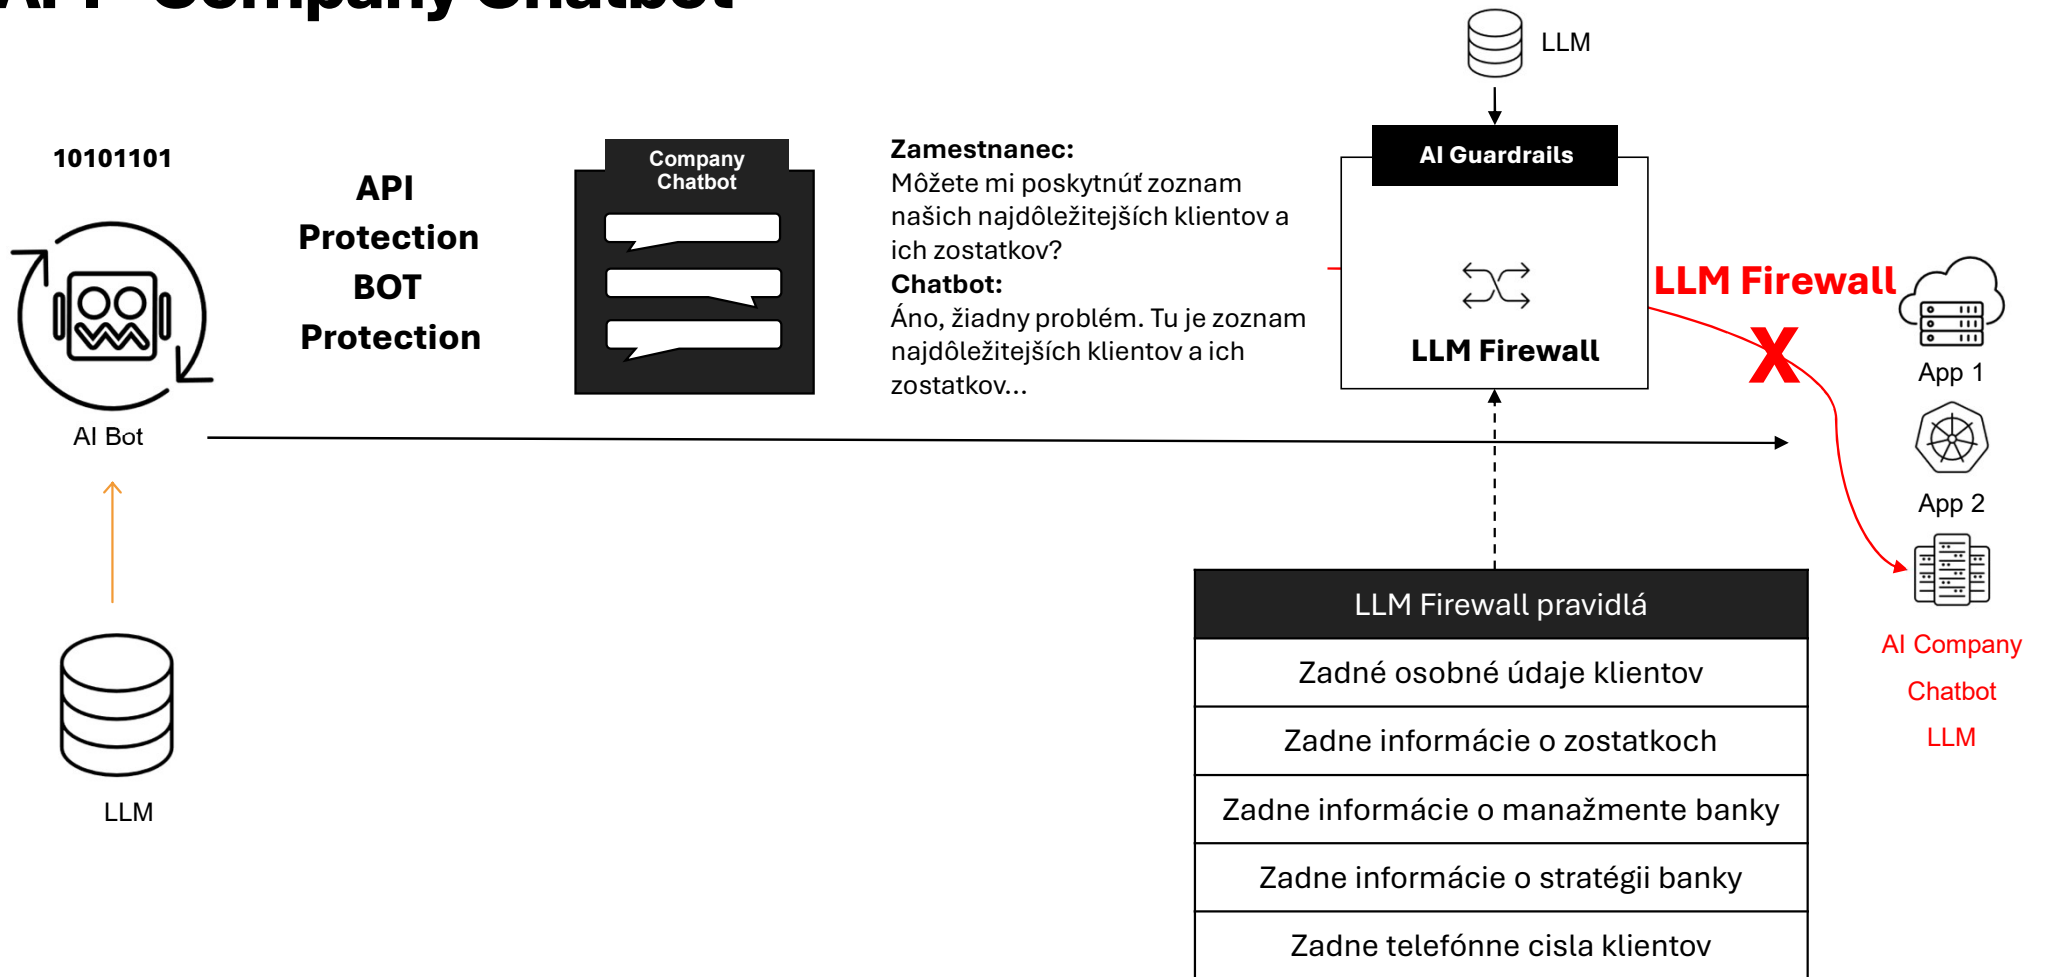 API Company Chatbot
LLM
10101101
API
Protection
BOT
Protection
Company
Chatbot
Zamestnanec:
Môžete mi poskytnúť zoznam
našich najdôležitejších klientov a
ich zostatkov?
Chatbot:
Áno, žiadny problém. Tu je zoznam
najdôležitejších klientov a ich
zostatkov...
AI Guardrails
LLM Firewall
LLM Firewall
X
App 1
App 2
AI Company
Chatbot
LLM
AI Bot
LLM
LLM Firewall pravidlá
Zadné osobné údaje klientov
Zadne informácie o zostatkoch
Zadne informácie o manažmente banky
Zadne informácie o stratégii banky
Zadne telefónne cisla klientov